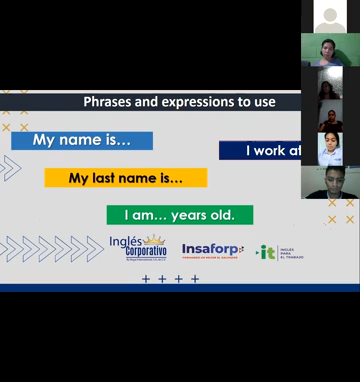 Phrases and expressions to use
My name is...
I work at
My last name is...
I am... years old.
Inglés
Corporativo
Insaforp
it
INGLÉS
PARA
EL TRABAJO